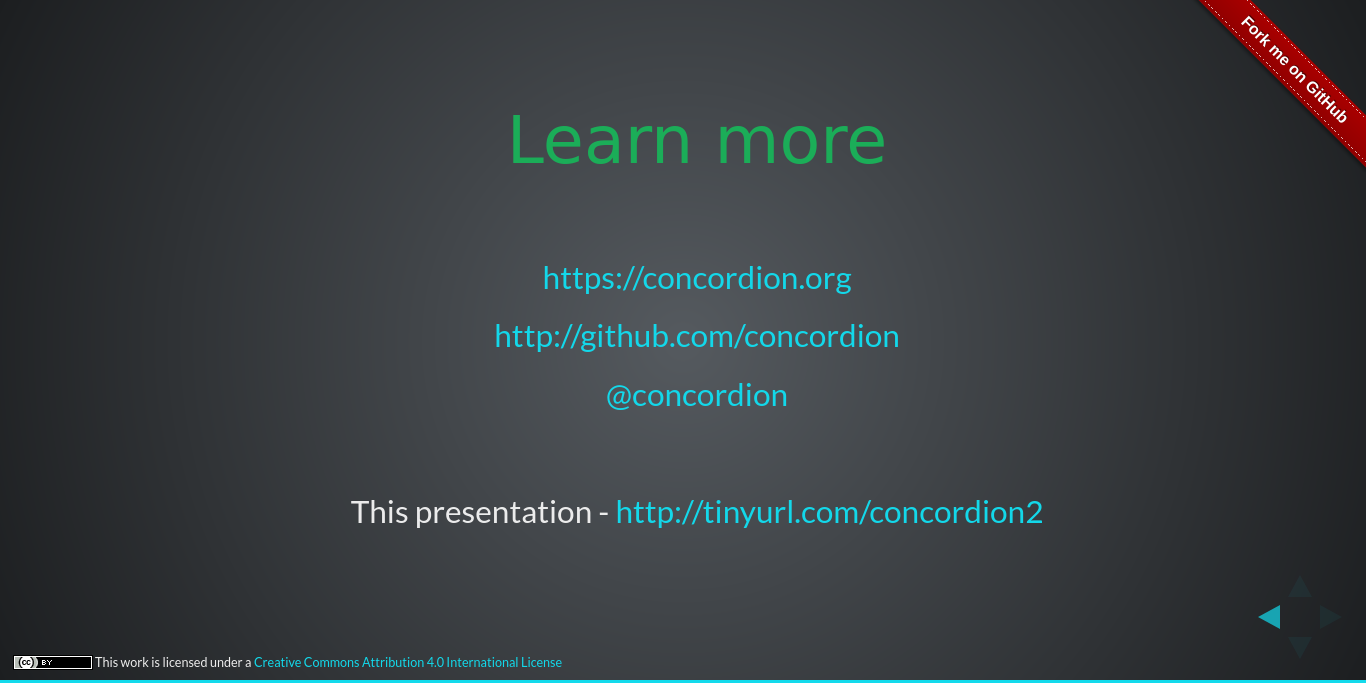 Fork me on GitHub
Learn more
https://concordion.org
http://github.com/concordion
@concordion
This presentation - http://tinyurl.com/concordion2
(cc) BY This work is licensed under a Creative Commons Attribution 4.0 International License